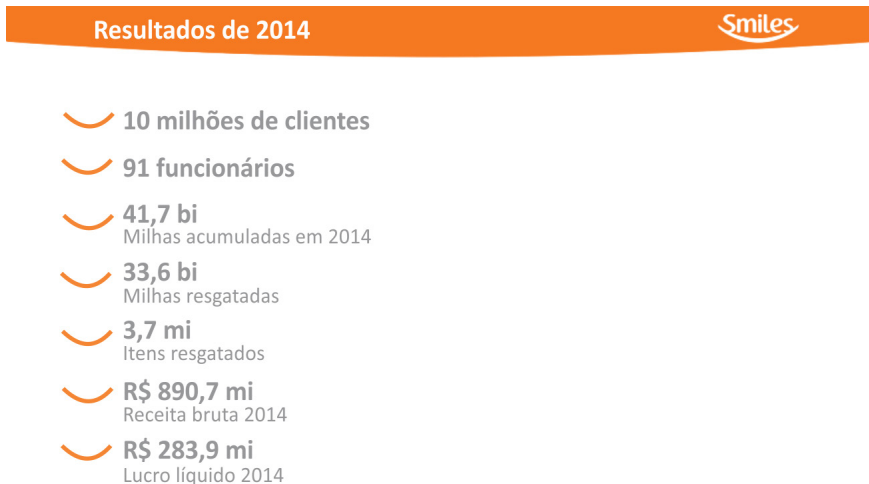 Resultados de 2014
Smiles
10 milhões de clientes
91 funcionários
41,7 bi
Milhas acumuladas em 2014
33,6 bi
Milhas resgatadas
3,7 mi
Itens resgatados
R$ 890,7 mi
Receita bruta 2014
R$ 283,9 mi
Lucro líquido 2014